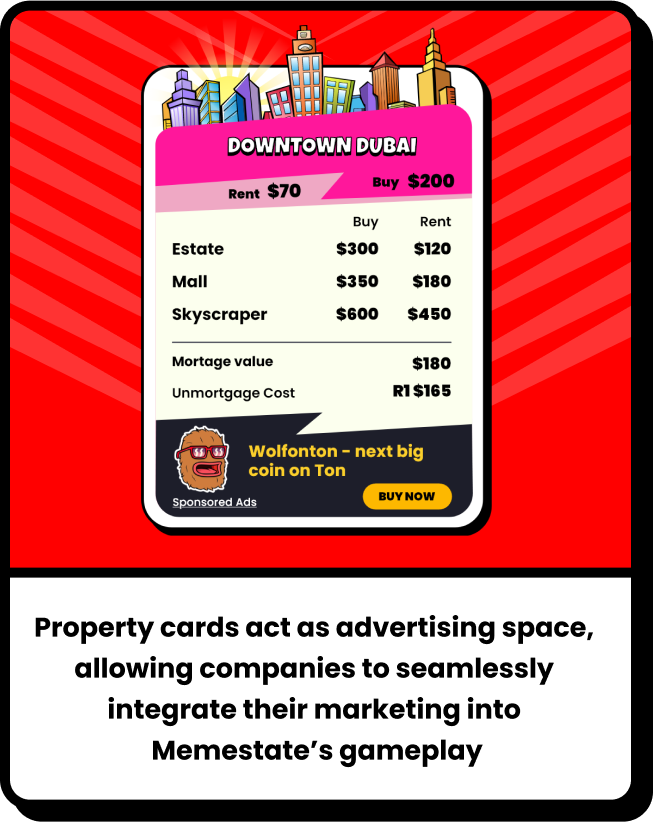 DOWNTOWN DUBAI
Rent $70
Buy $200
Buy Rent
Estate $300 $120
Mall $350 $180
Skyscraper $600 $450
Mortage value $180
Unmortgage Cost R1 $165
Wolfonton - next big
coin on Ton
Sponsored Ads
BUY NOW
Property cards act as advertising space,
allowing companies to seamlessly
integrate their marketing into
Memestate’s gameplay